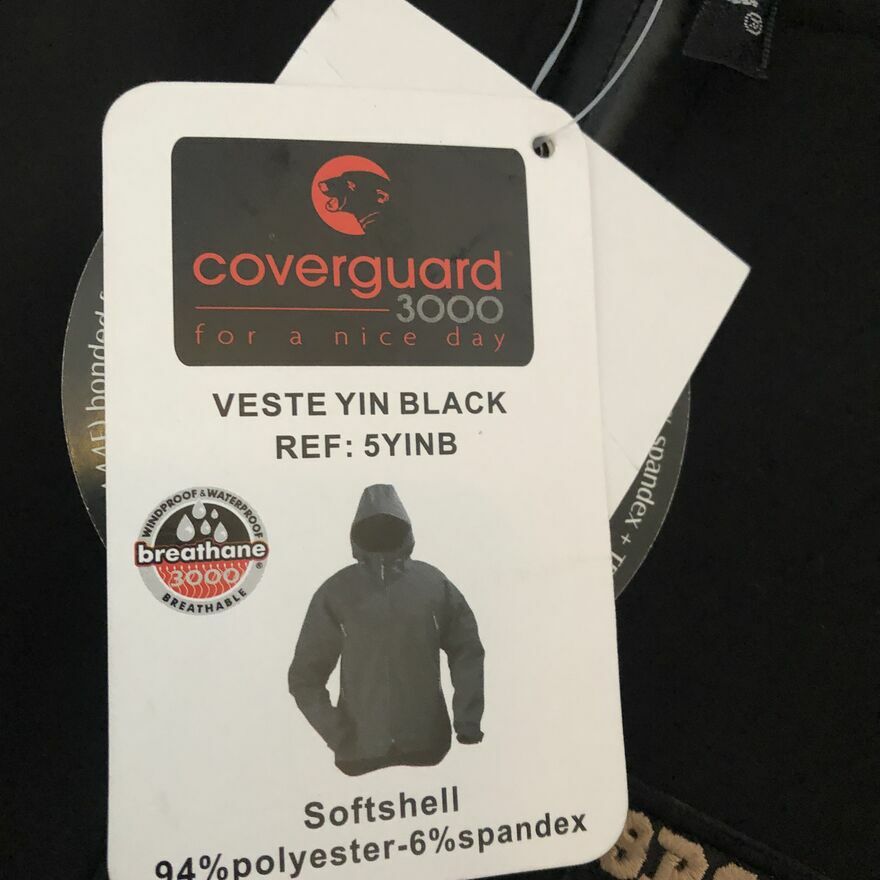 coverguard
3000
for a nice day
VESTE YIN BLACK
REF: 5YINB
WINDPROOF & WATERPROOF
breathane
3000
®
BREATHABLE
Softshell
94%polyester-6%spandex
bonded
spandex +